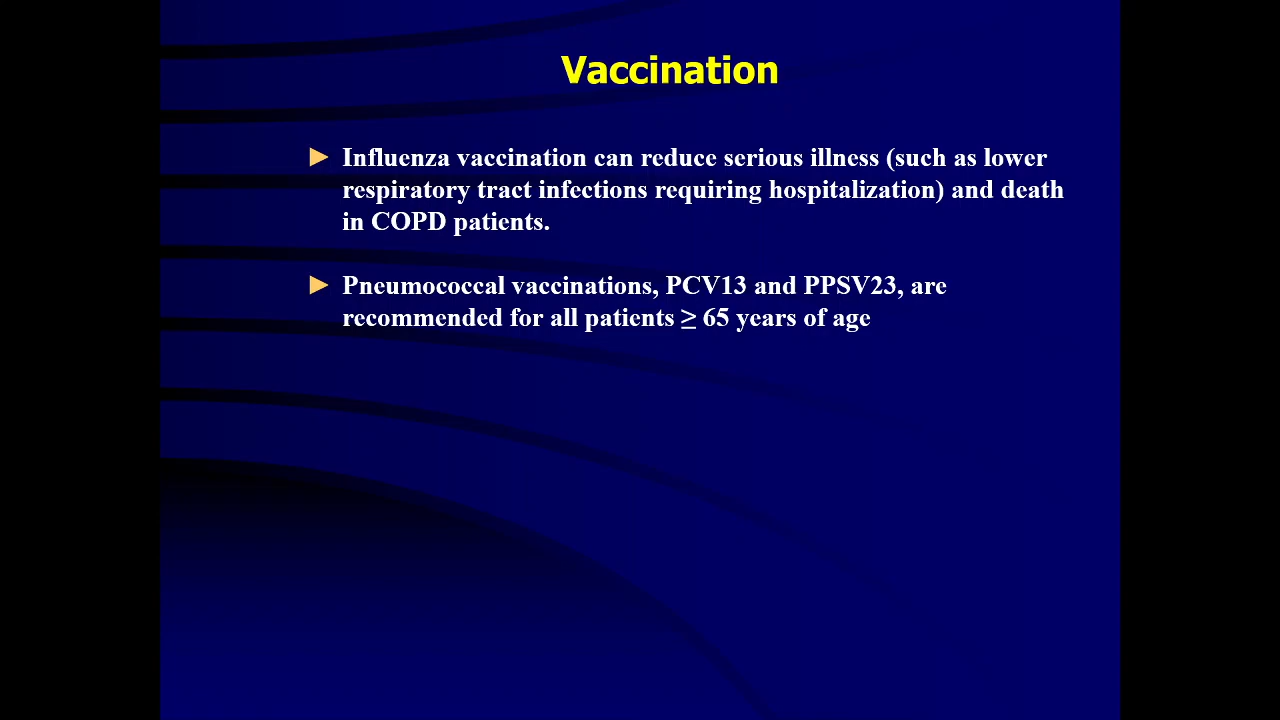 Vaccination
► Influenza vaccination can reduce serious illness (such as lower
respiratory tract infections requiring hospitalization) and death
in COPD patients.
► Pneumococcal vaccinations, PCV13 and PPSV23, are
recommended for all patients ≥ 65 years of age